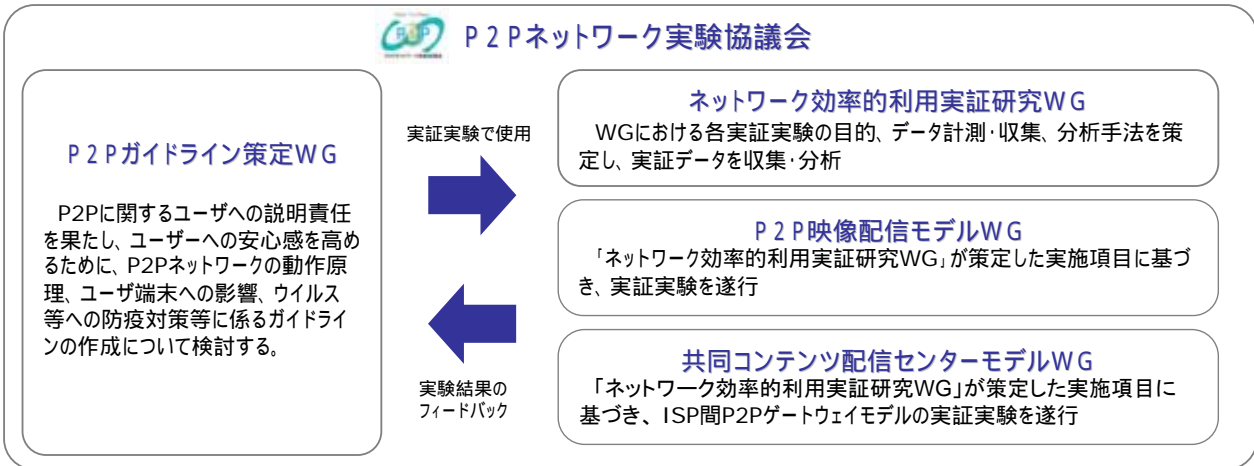 P2Pネットワーク実験協議会
P2Pガイドライン策定WG
P2Pに関するユーザへの説明責任
を果たし、ユーザーへの安心感を高め
るために、P2Pネットワークの動作原
理、ユーザ端末への影響、ウイルス
等への防疫対策等に係るガイドライ
ンの作成について検討する。
実証実験で使用
実験結果の
フィードバック
ネットワーク効率的利用実証研究WG
WGにおける各実証実験の目的、データ計測・収集、分析手法を策
定し、実証データを収集・分析
P2P映像配信モデルWG
「ネットワーク効率的利用実証研究WG」が策定した実施項目に基づ
き、実証実験を遂行
共同コンテンツ配信センターモデルWG
「ネットワーク効率的利用実証研究WG」が策定した実施項目に
基づき、ISP間P2Pゲートウェイモデルの実証実験を遂行